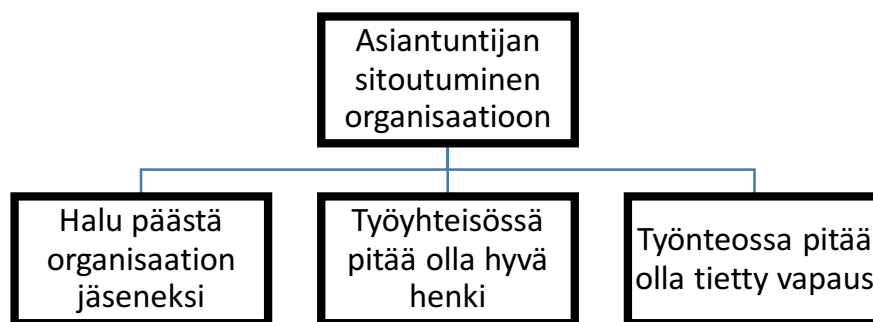 Asiantuntijan
sitoutuminen
organisaatioon
Halu päästä
organisaation
jäseneksi
Työyhteisössä
pitää olla hyvä
henki
Työnteossa pitää
olla tietty vapaus